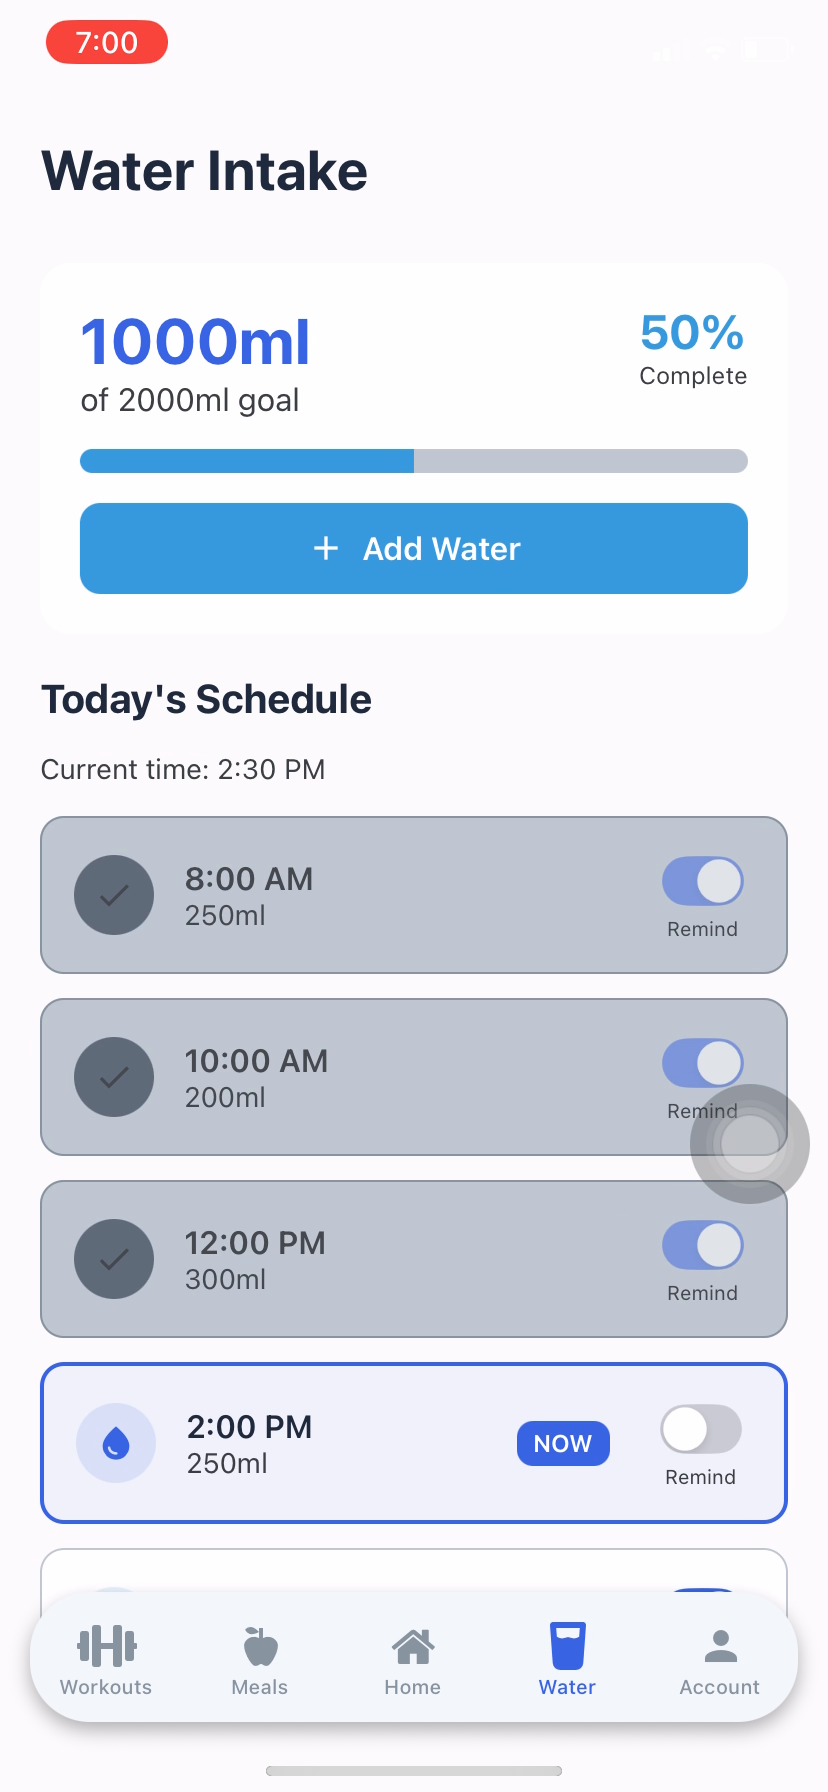 7:00
Water Intake
1000ml
of 2000ml goal
50%
Complete
+ Add Water
Today's Schedule
Current time: 2:30 PM
8:00 AM
250ml
Remind
10:00 AM
200ml
Remind
12:00 PM
300ml
Remind
2:00 PM
250ml
NOW
Remind
Workouts
Meals
Home
Water
Account